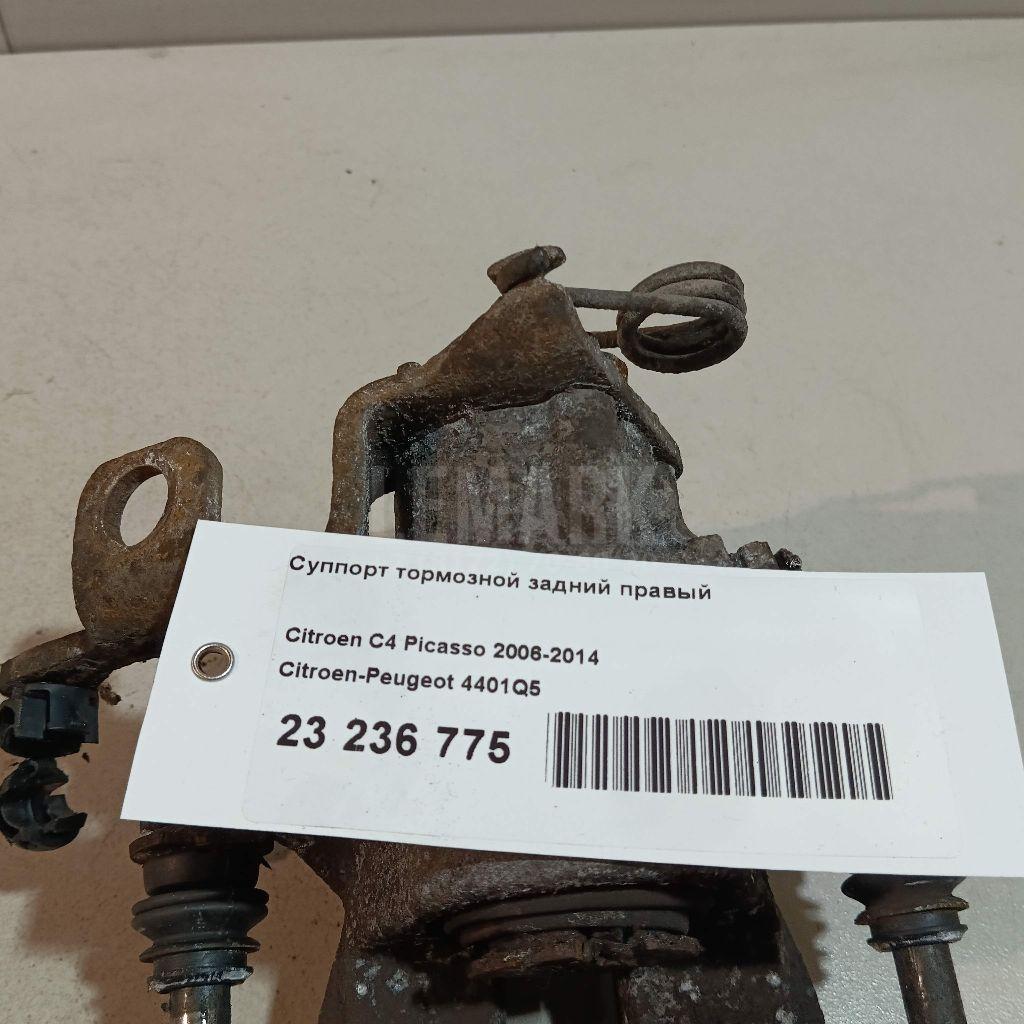 Суппорт тормозной задний правый
Citroen C4 Picasso 2006-2014
Citroen-Peugeot 4401Q5
23 236 775